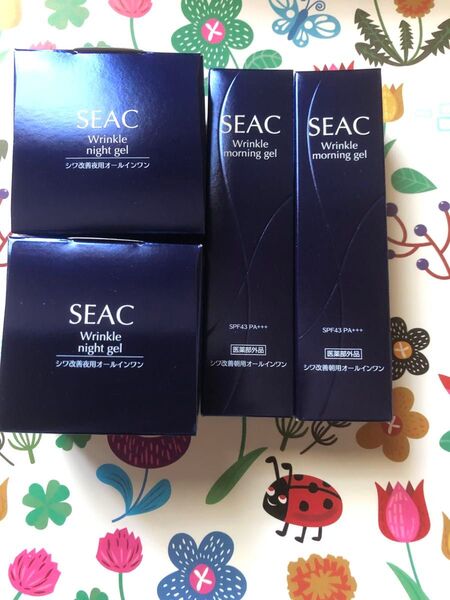 SEAC
Wrinkle
night gel
シワ改善夜用オールインワン
SEAC
Wrinkle
night gel
シワ改善夜用オールインワン
SEAC
Wrinkle
morning gel
SPF43 PA+++
医薬部外品
シワ改善朝用オールインワン
SEAC
Wrinkle
morning gel
SPF43 PA+++
医薬部外品
シワ改善朝用オールインワン